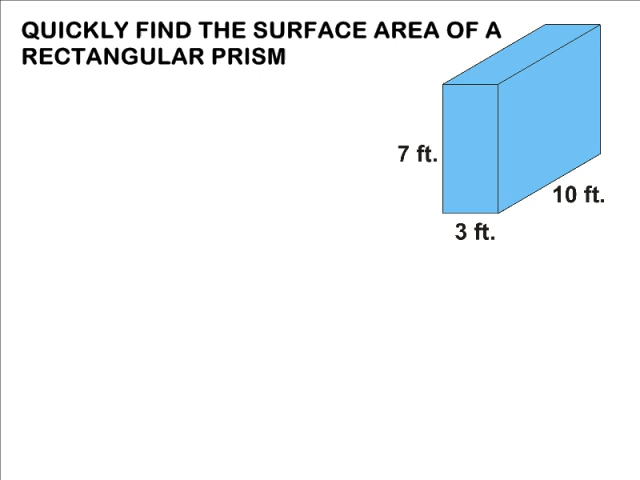 QUICKLY FIND THE SURFACE AREA OF A
RECTANGULAR PRISM
7 ft.
10 ft.
3 ft.